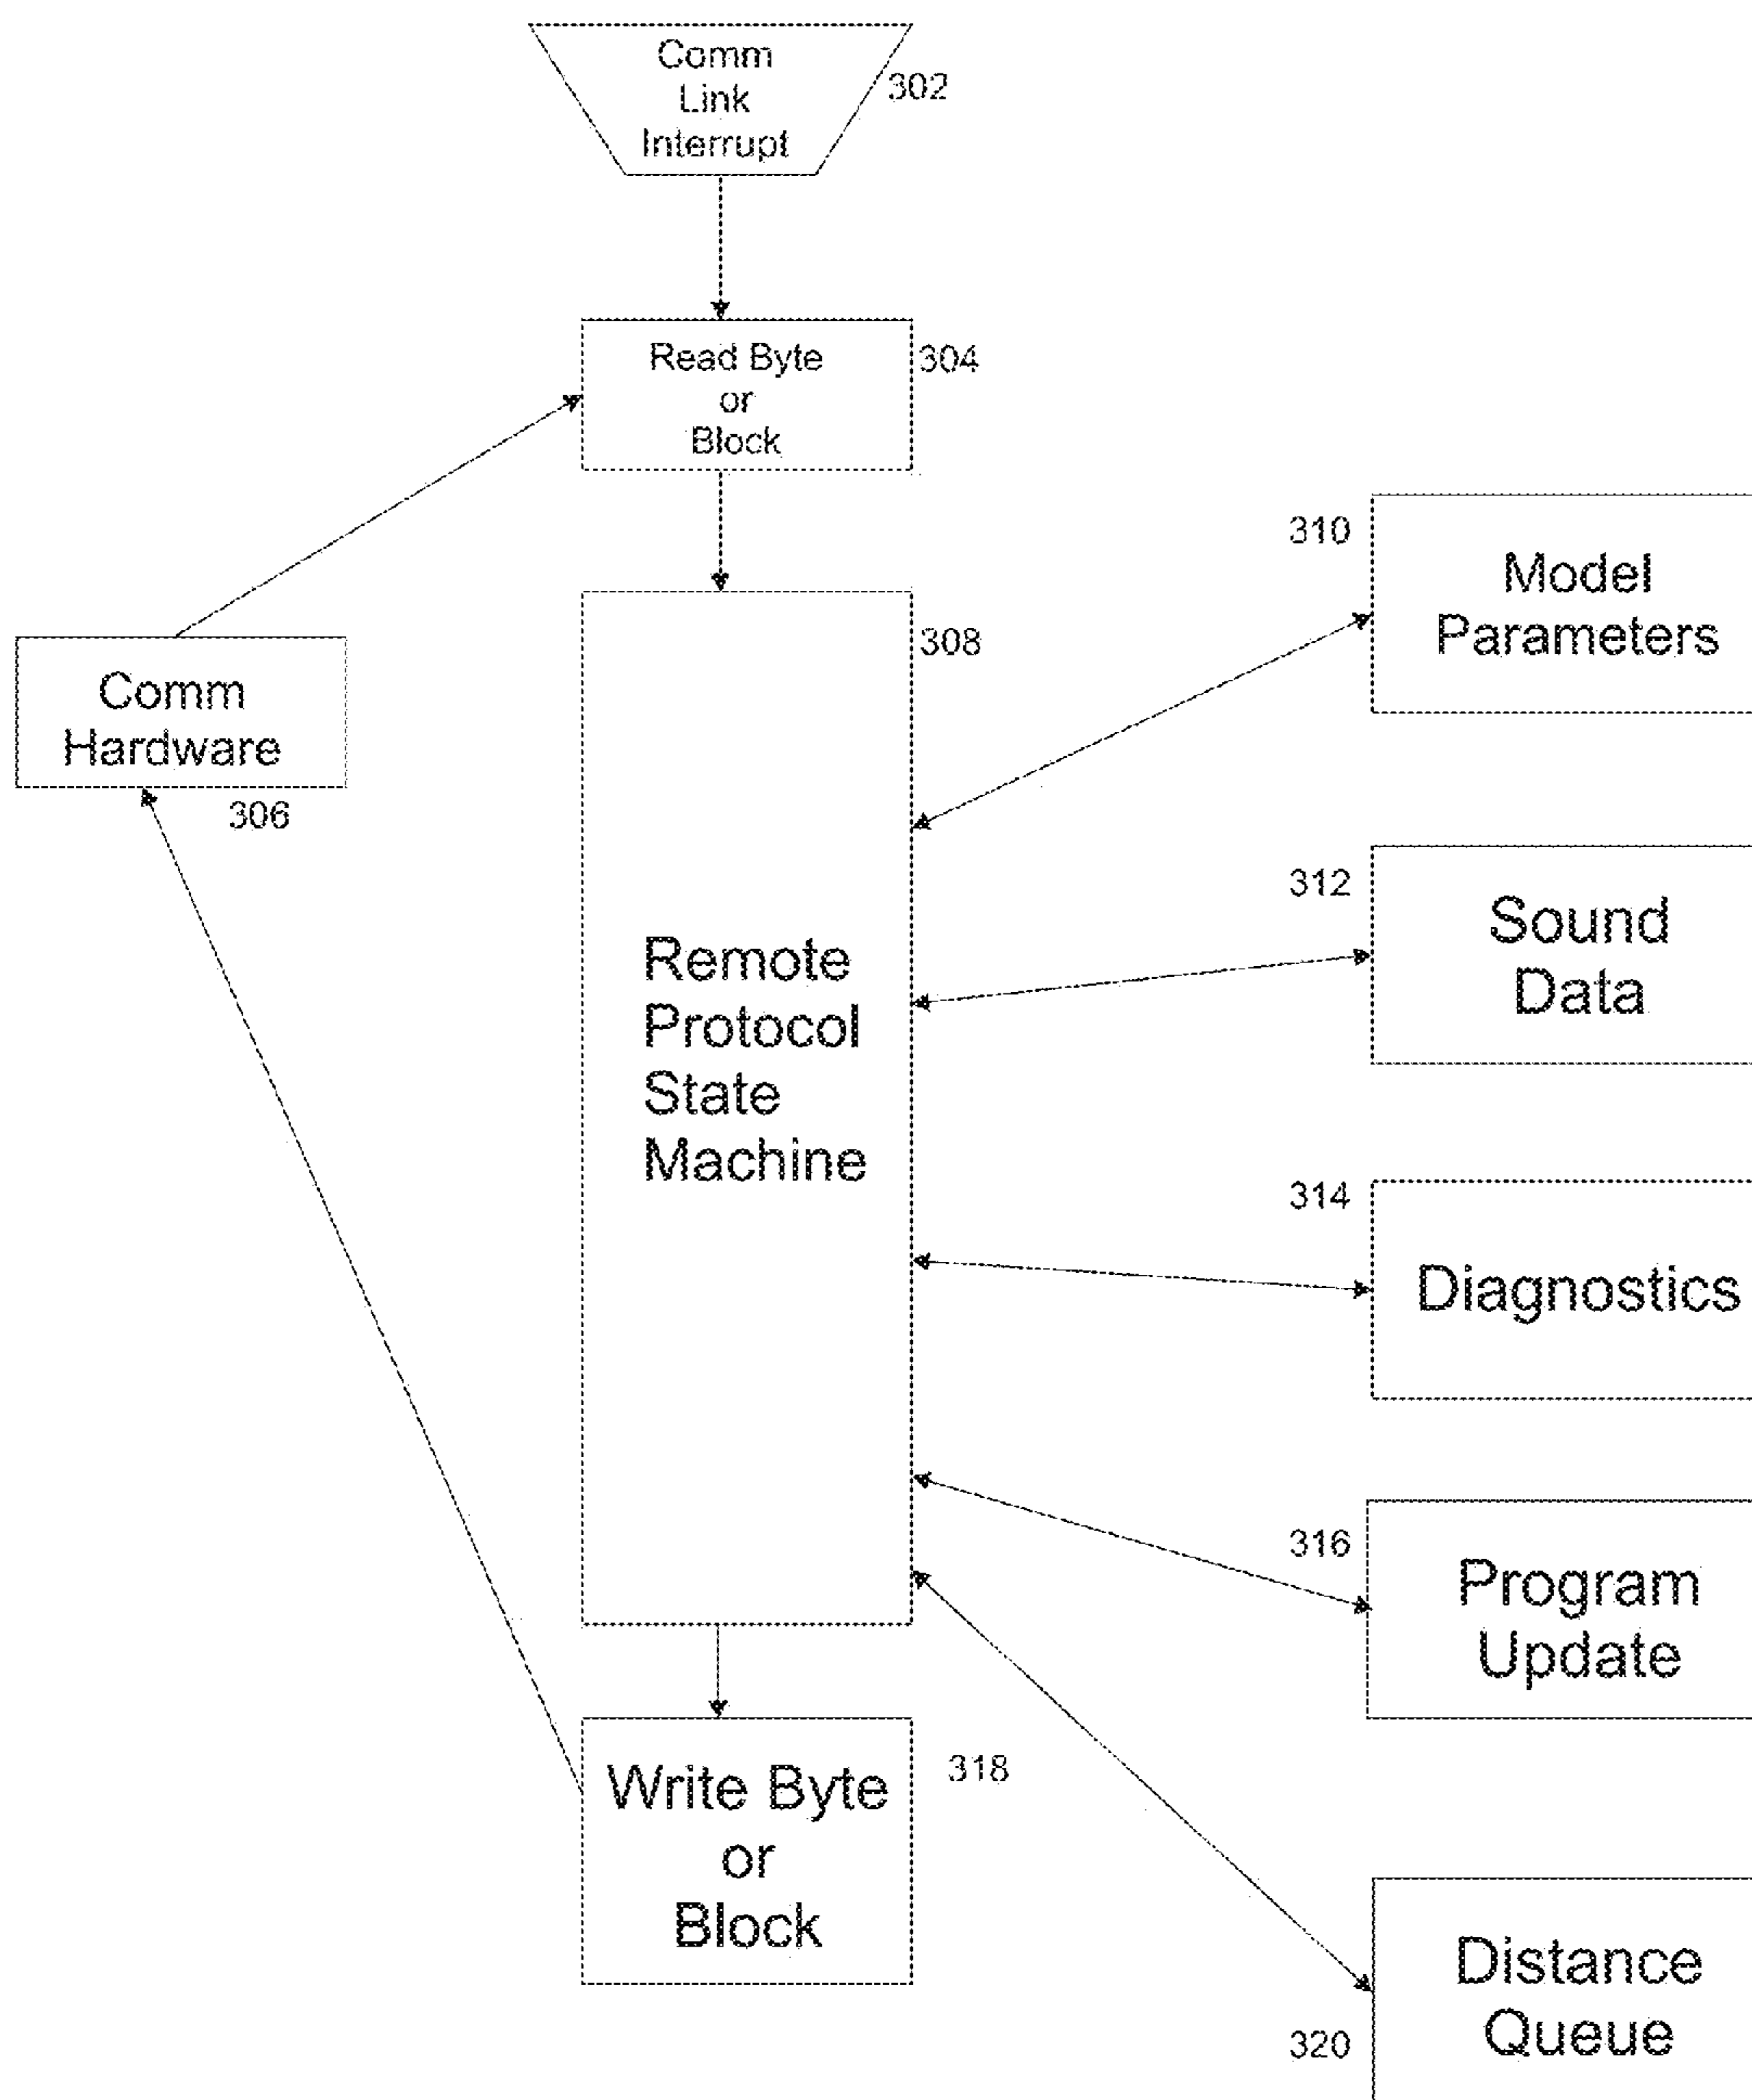 Comm
Link
Interrupt
302
Read Byte
or
Block
304
310
Model
Parameters
308
Comm
Hardware
306
312
Sound
Data
Remote
Protocol
State
Machine
314
Diagnostics
316
Program
Update
Write Byte
or
Block
318
Distance
Queue
320